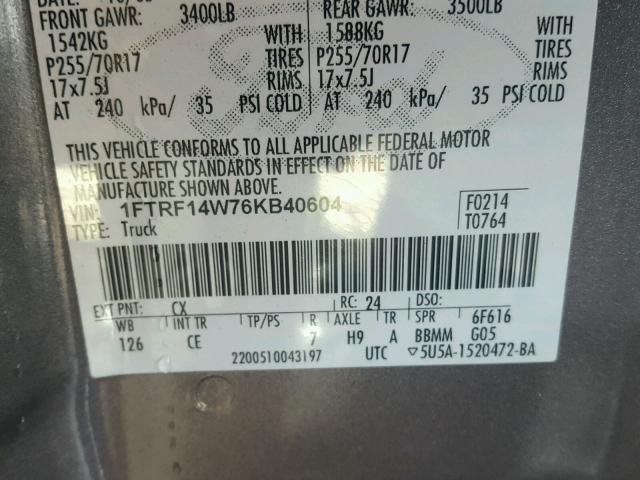 FRONT GAWR: 3400LB REAR GAWR: 3500LB
1542KG WITH 1588KG WITH
P255/70R17 TIRES P255/70R17 TIRES
17x7.5J RIMS 17x7.5J RIMS
AT 240 kPa/ 35 PSI COLD AT 240 kPa/ 35 PSI COLD
THIS VEHICLE CONFORMS TO ALL APPLICABLE FEDERAL MOTOR
VEHICLE SAFETY STANDARDS IN EFFECT ON THE DATE OF
MANUFACTURE SHOWN ABOVE.
VIN: 1FTRF14W76KB40604 F0214
TYPE: Truck T0764
EXT PNT: CX RC: 24 DSO:
WB INT TR TP/PS R AXLE TR SPR 6F616
126 CE 7 H9 A BBMM G05
2200510043197 UTC ▽5U5A-1520472-BA